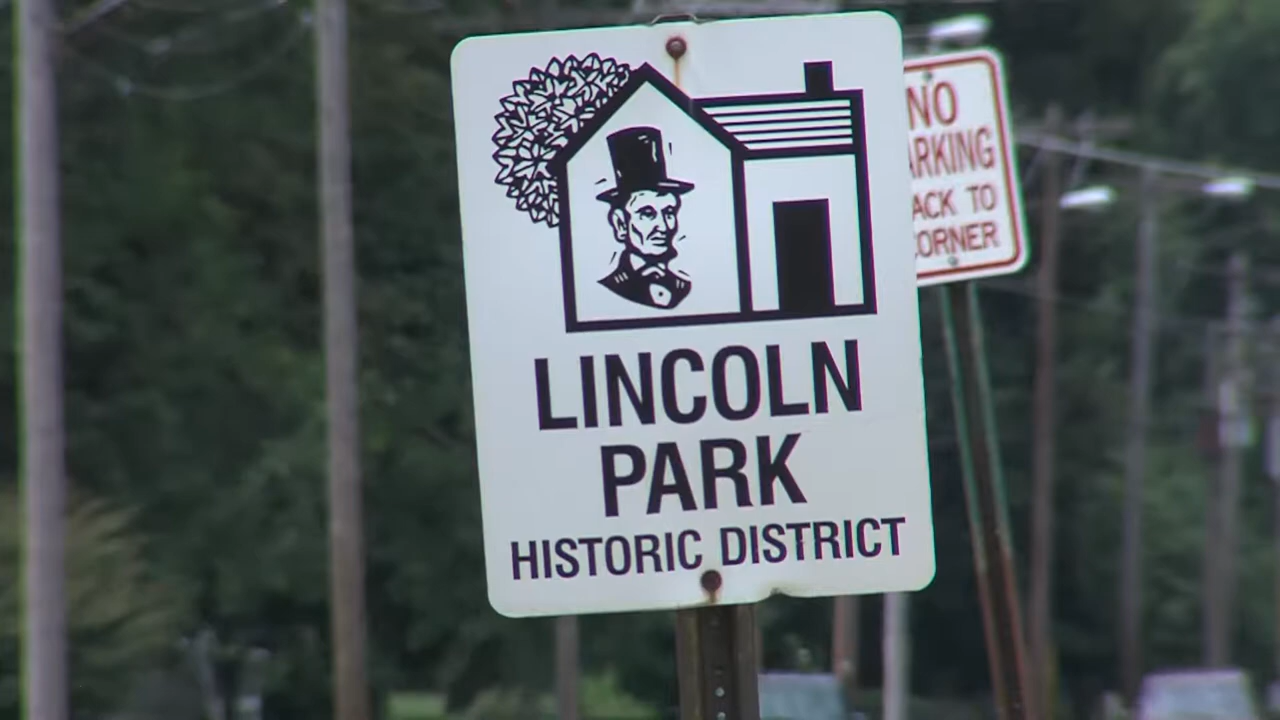 LINCOLN
PARK
HISTORIC DISTRICT
NO
ARKING
ACK TO
ORNER